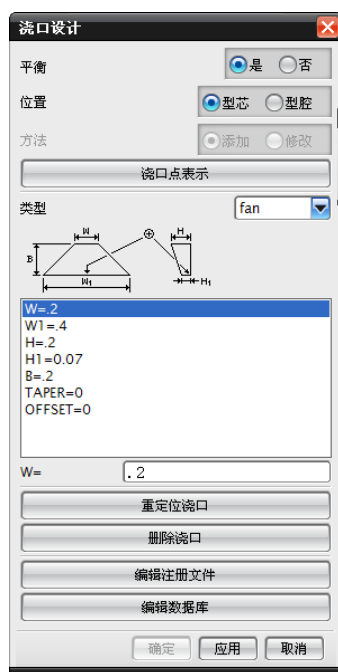 浇口设计
平衡 是 否
位置 型芯 型腔
方法 添加 修改
浇口点表示
类型 fan
W H
B
W₁ H₁
W=.2
W1=.4
H=.2
H1=0.07
B=.2
TAPER=0
OFFSET=0
W= .2
重定位浇口
删除浇口
编辑注册文件
编辑数据库
确定 应用 取消